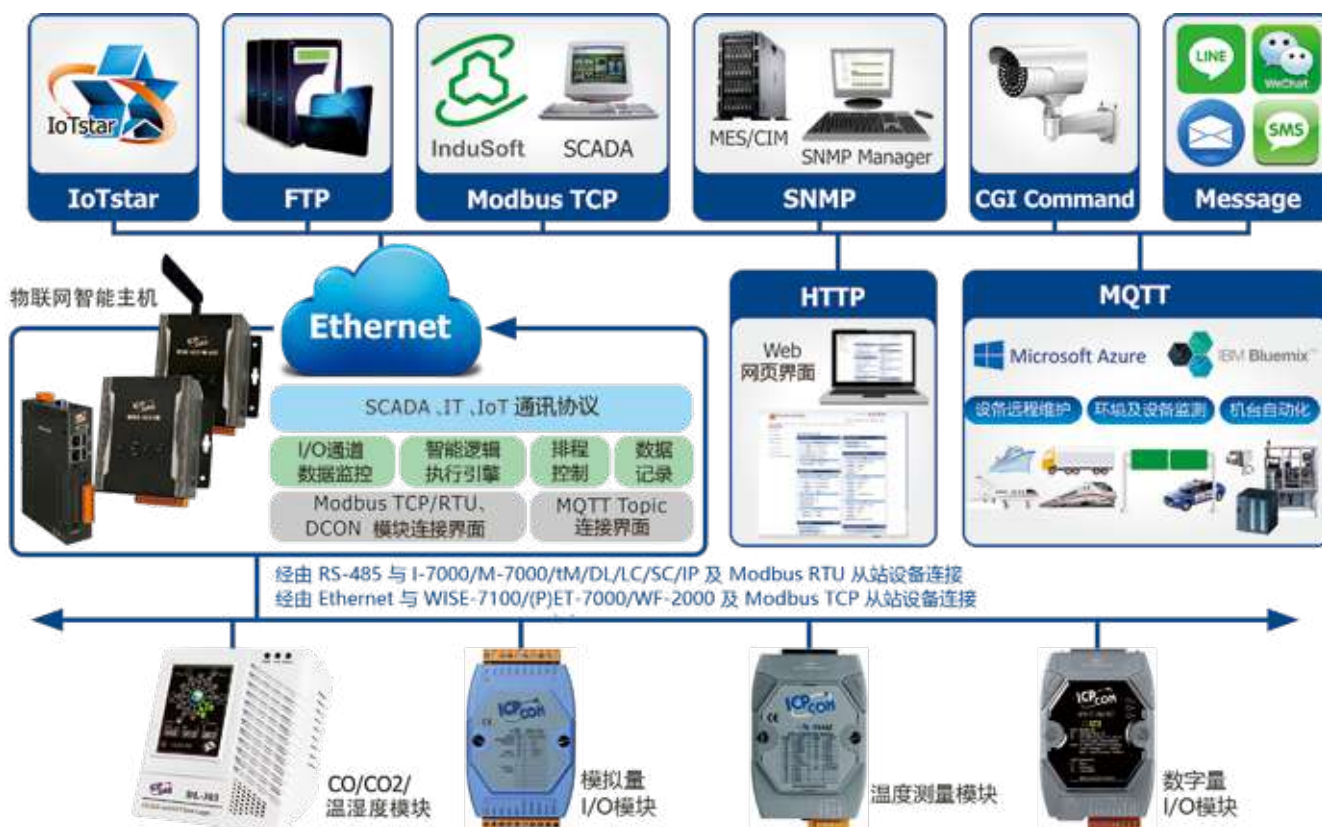 IoTstar
IoTstar
FTP
InduSoft
SCADA
Modbus TCP
MES/CIM
SNMP Manager
SNMP
CGI Command
LINE
WeChat
SMS
Message
物联网智能主机
Ethernet
SCADA、IT、IoT 通讯协议
I/O通道
数据监控
智能逻辑
执行引擎
排程
控制
数据
记录
Modbus TCP/RTU、
DCON 模块连接界面
MQTT Topic
连接界面
HTTP
Web
网页界面
MQTT
Microsoft Azure
IBM Bluemix™
设备远程维护
环境及设备监测
机台自动化
经由 RS-485 与 I-7000/M-7000/tM/DL/LC/SC/IP 及 Modbus RTU 从站设备连接
经由 Ethernet 与 WISE-7100/(P)ET-7000/WF-2000 及 Modbus TCP 从站设备连接
CO/CO2/
温湿度模块
ICP CON
模拟量
I/O模块
ICP CON
温度测量模块
ICP CON
数字量
I/O模块